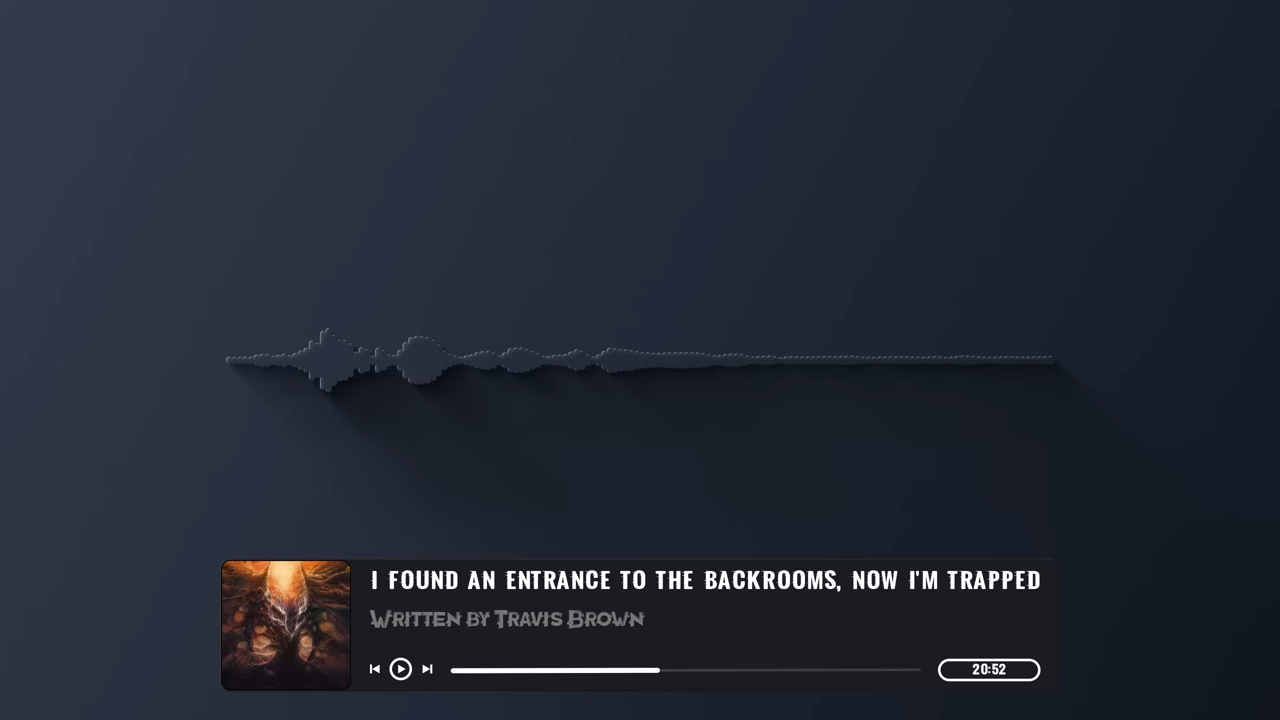 I FOUND AN ENTRANCE TO THE BACKROOMS, NOW I'M TRAPPED
WRITTEN BY TRAVIS BROWN
20:52